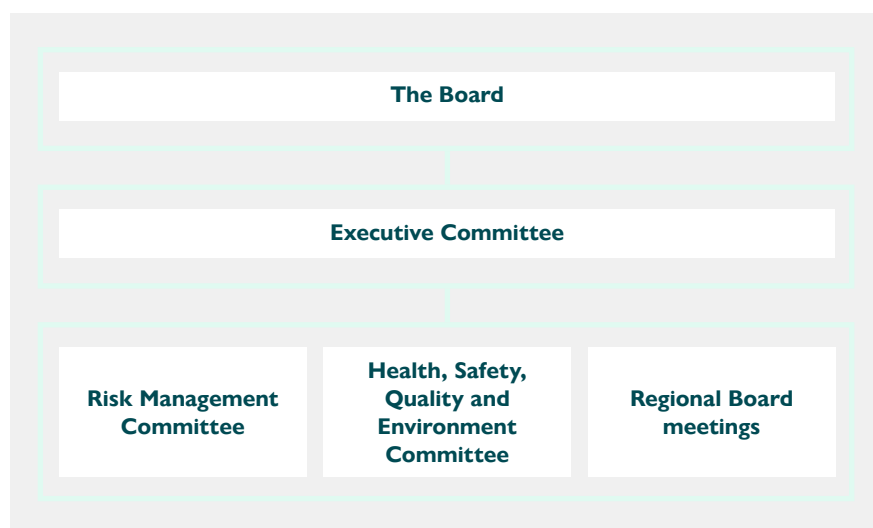 The Board
Executive Committee
Risk Management
Committee
Health, Safety,
Quality and
Environment
Committee
Regional Board
meetings